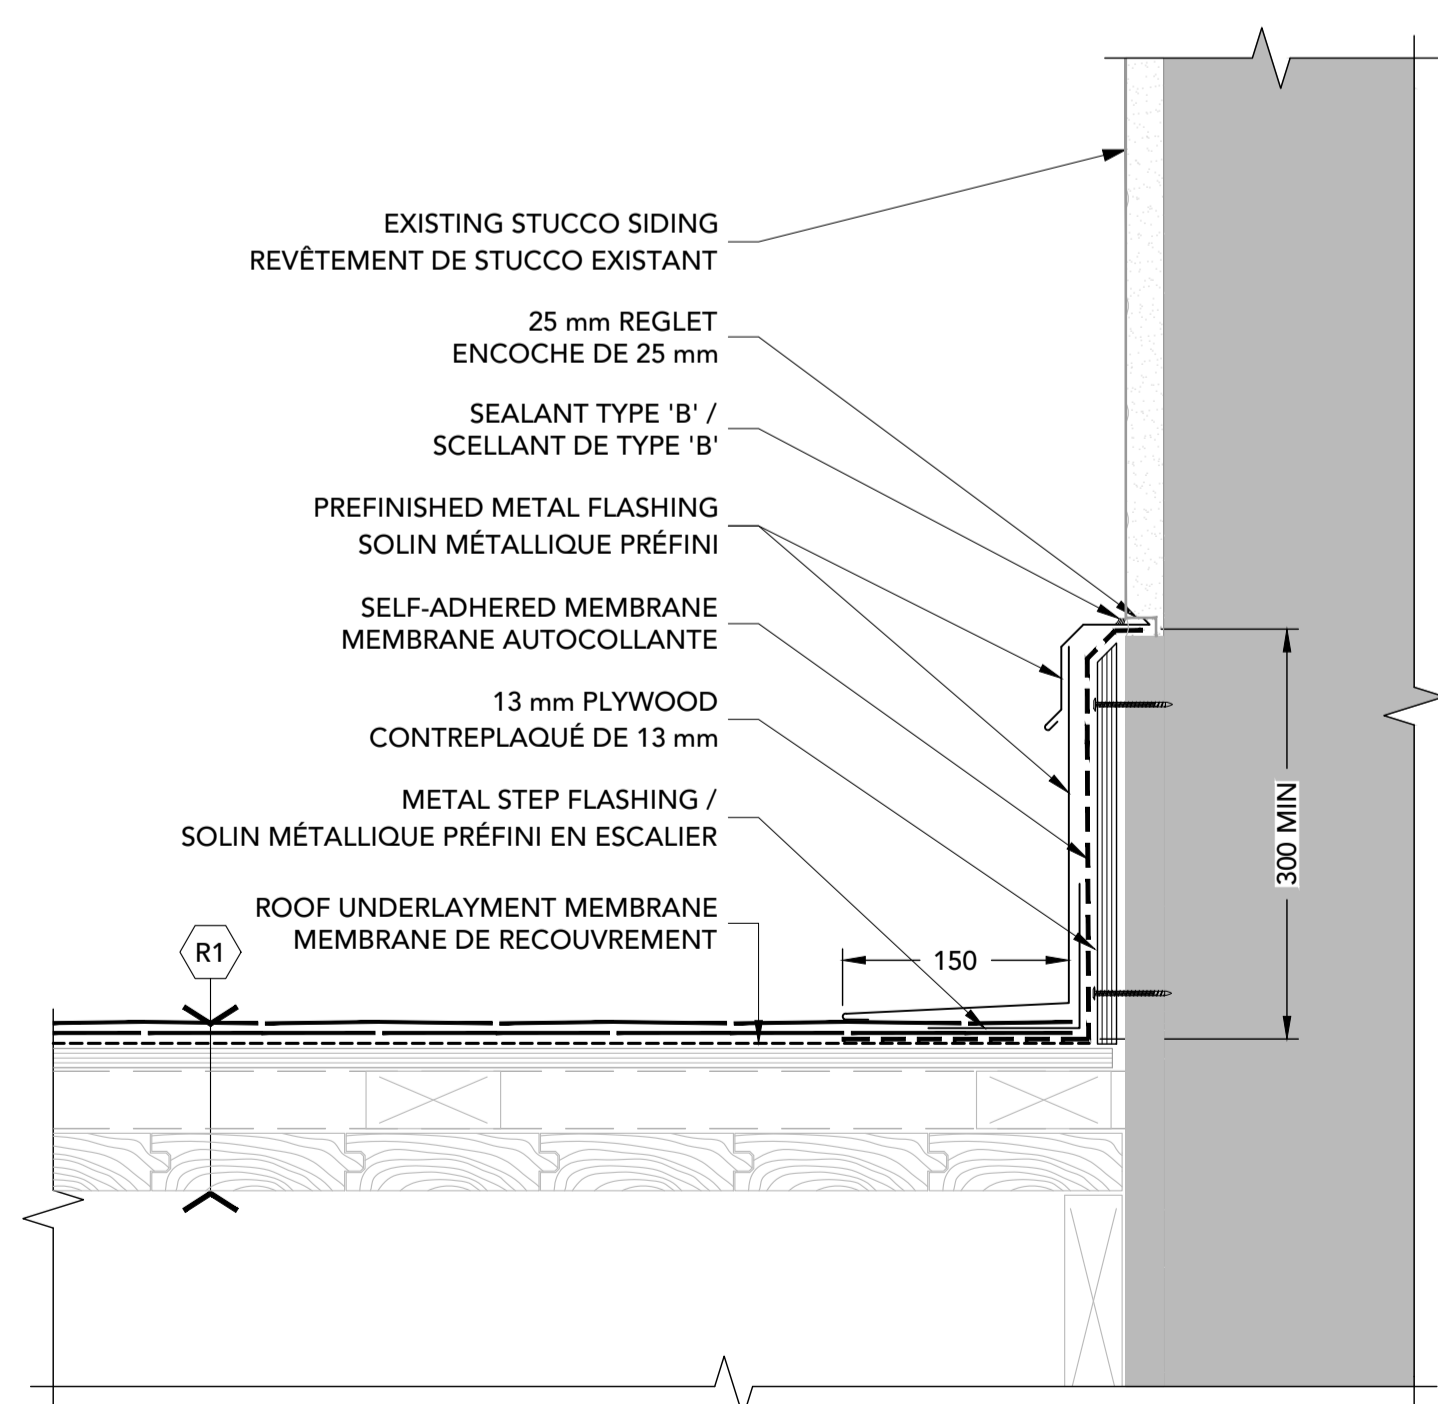 EXISTING STUCCO SIDING
REVÊTEMENT DE STUCCO EXISTANT
25 mm REGLET
ENCOCHE DE 25 mm
SEALANT TYPE 'B' /
SCELLANT DE TYPE 'B'
PREFINISHED METAL FLASHING
SOLIN MÉTALLIQUE PRÉFINI
SELF-ADHERED MEMBRANE
MEMBRANE AUTOCOLLANTE
13 mm PLYWOOD
CONTREPLAQUÉ DE 13 mm
METAL STEP FLASHING /
SOLIN MÉTALLIQUE PRÉFINI EN ESCALIER
ROOF UNDERLAYMENT MEMBRANE
MEMBRANE DE RECOUVREMENT
R1
150
300 MIN